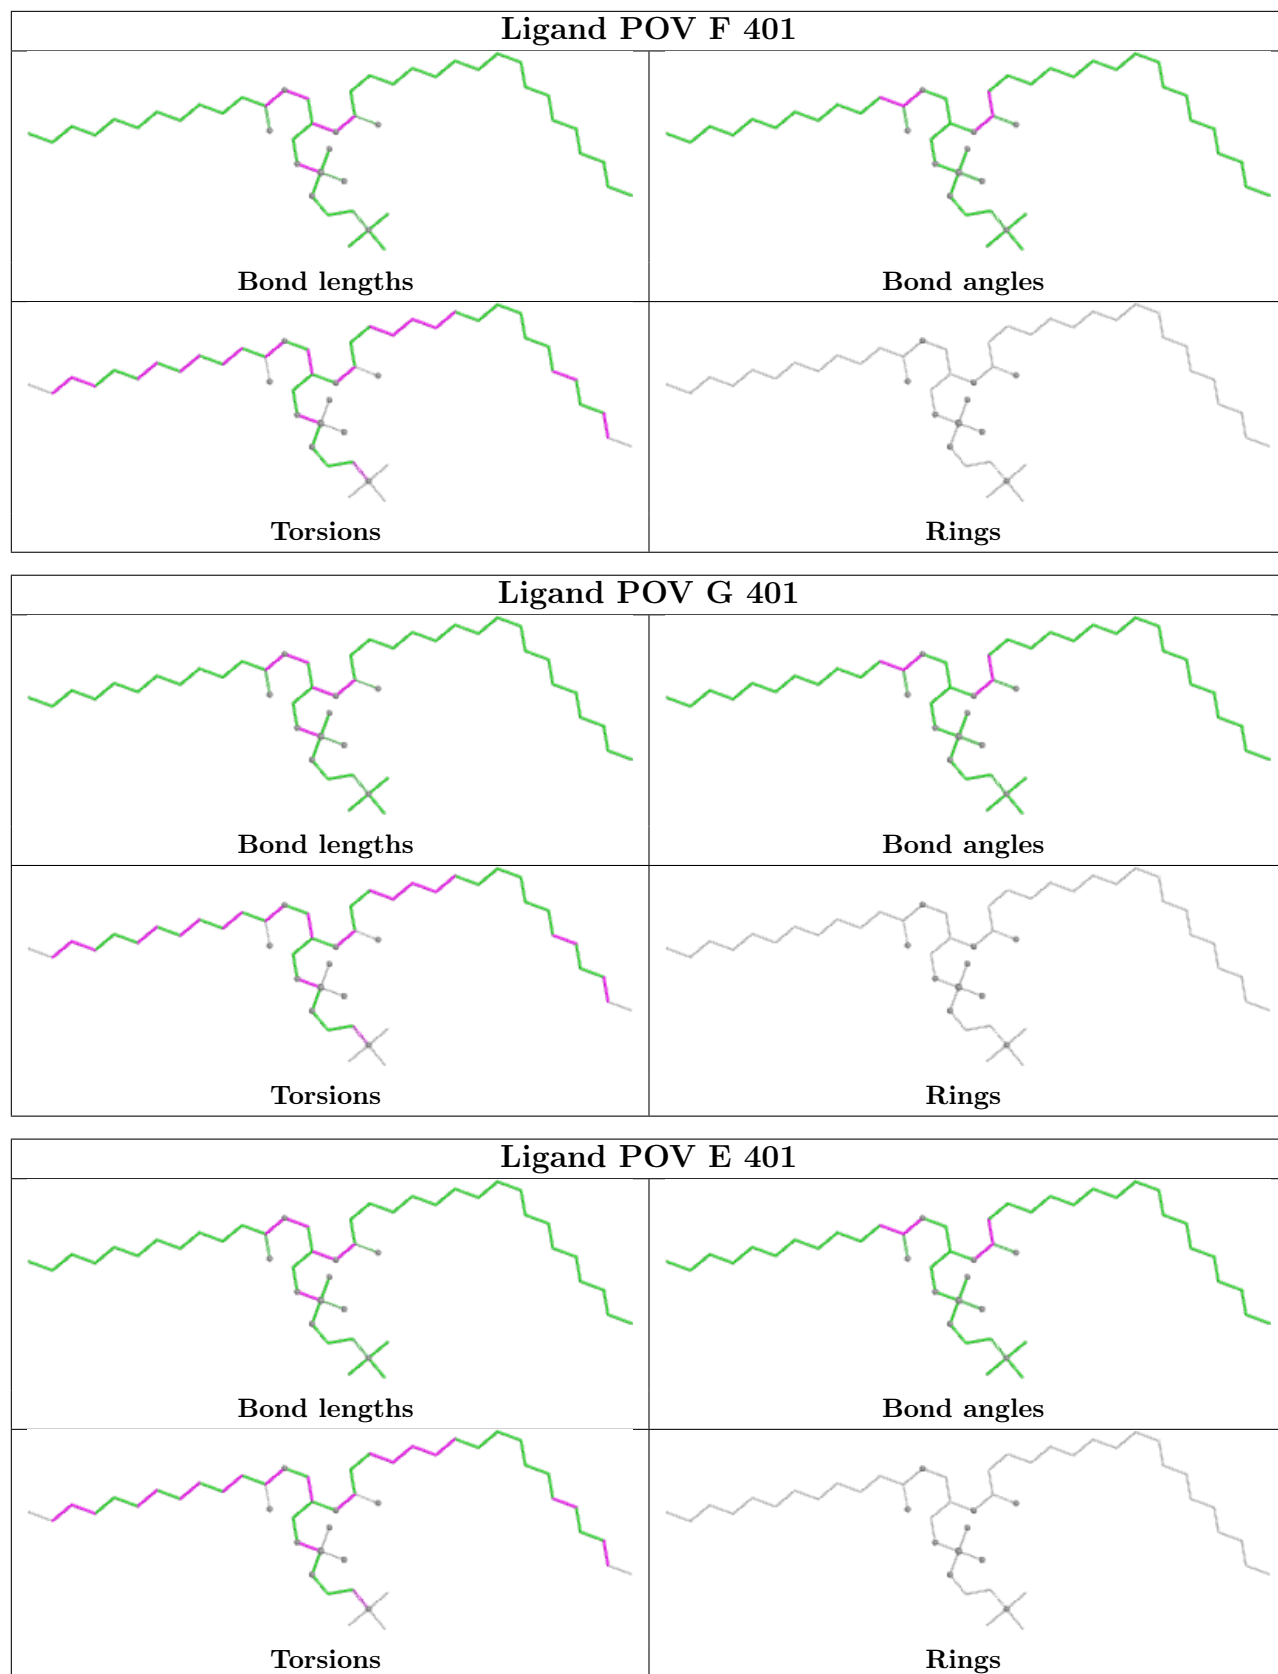 Ligand POV F 401
Bond lengths
Bond angles
Torsions
Rings
Ligand POV G 401
Bond lengths
Bond angles
Torsions
Rings
Ligand POV E 401
Bond lengths
Bond angles
Torsions
Rings